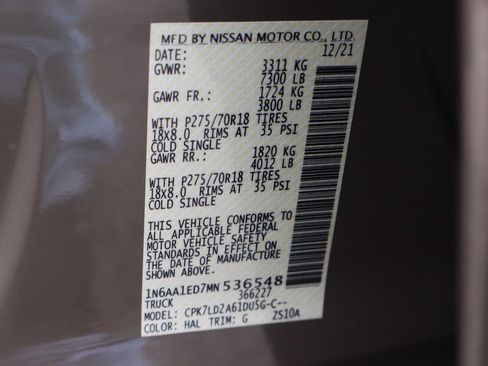 MFD BY NISSAN MOTOR CO., LTD.
DATE: 12/21
GVWR: 3311 KG
7300 LB
GAWR FR.: 1724 KG
3800 LB
WITH P275/70R18 TIRES
18x8.0 RIMS AT 35 PSI
COLD SINGLE
GAWR RR.: 1820 KG
4012 LB
WITH P275/70R18 TIRES
18x8.0 RIMS AT 35 PSI
COLD SINGLE
THIS VEHICLE CONFORMS TO
ALL APPLICABLE FEDERAL
MOTOR VEHICLE SAFETY
STANDARDS IN EFFECT ON
THE DATE OF MANUFACTURE
SHOWN ABOVE.
1N6AA1ED7MN536548
TRUCK 366227
MODEL: CPK7LD2A61DU5G-C--
COLOR: HAL TRIM: G ZS10A